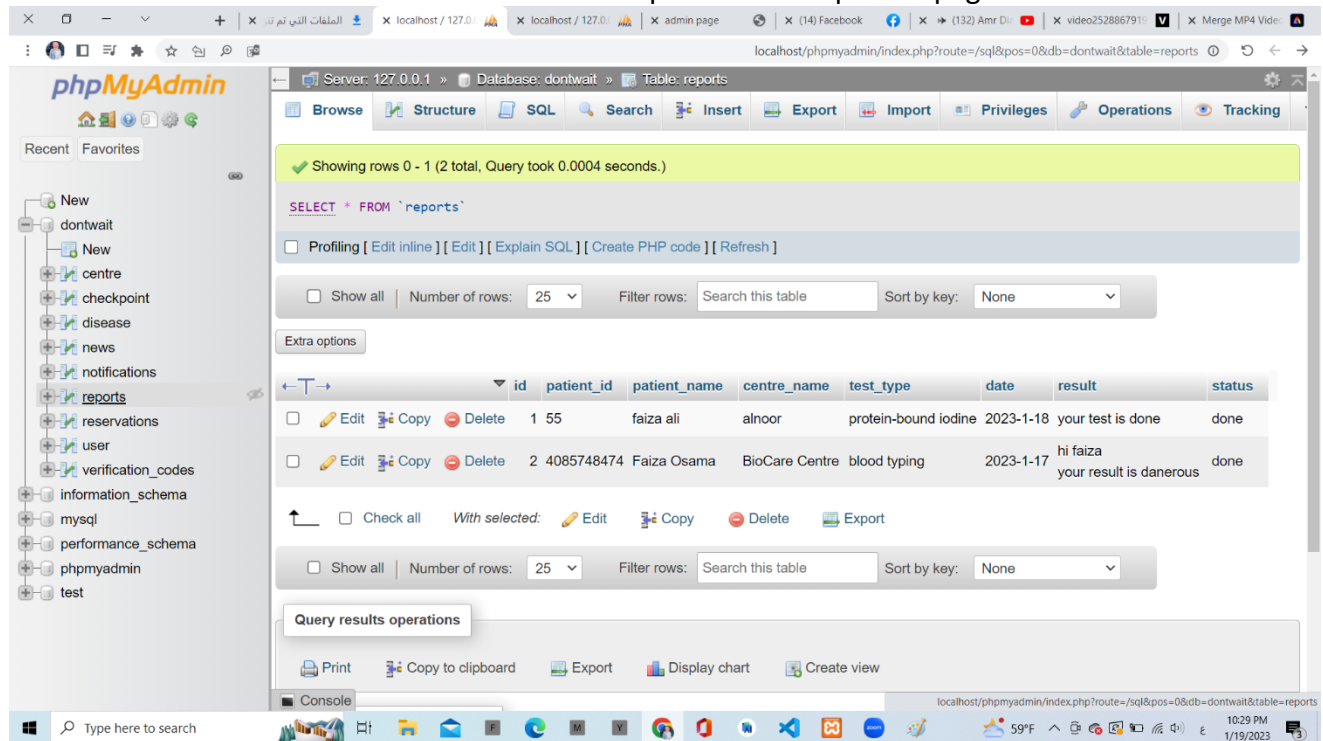 الملفات التي تم تنز
localhost / 127.0.
localhost / 127.0.
admin page
(14) Facebook
(132) Amr Di
video2528867919
Merge MP4 Videc
localhost/phpmyadmin/index.php?route=/sql&pos=0&db=dontwait&table=reports
phpMyAdmin
Recent Favorites
New
dontwait
New
centre
checkpoint
disease
news
notifications
reports
reservations
user
verification_codes
information_schema
mysql
performance_schema
phpmyadmin
test
Server: 127.0.0.1 » Database: dontwait » Table: reports
Browse Structure SQL Search Insert Export Import Privileges Operations Tracking
Showing rows 0 - 1 (2 total, Query took 0.0004 seconds.)
SELECT * FROM `reports`
Profiling [ Edit inline ] [ Edit ] [ Explain SQL ] [ Create PHP code ] [ Refresh ]
Show all | Number of rows: 25 Filter rows: Search this table Sort by key: None
Extra options
←T→ id patient_id patient_name centre_name test_type date result status
Edit Copy Delete 1 55 faiza ali alnoor protein-bound iodine 2023-1-18 your test is done done
Edit Copy Delete 2 4085748474 Faiza Osama BioCare Centre blood typing 2023-1-17 hi faiza
your result is danerous done
Check all With selected: Edit Copy Delete Export
Show all | Number of rows: 25 Filter rows: Search this table Sort by key: None
Query results operations
Print Copy to clipboard Export Display chart Create view
Console
localhost/phpmyadmin/index.php?route=/sql&pos=0&db=dontwait&table=reports
Type here to search
59°F
ع
10:29 PM
1/19/2023